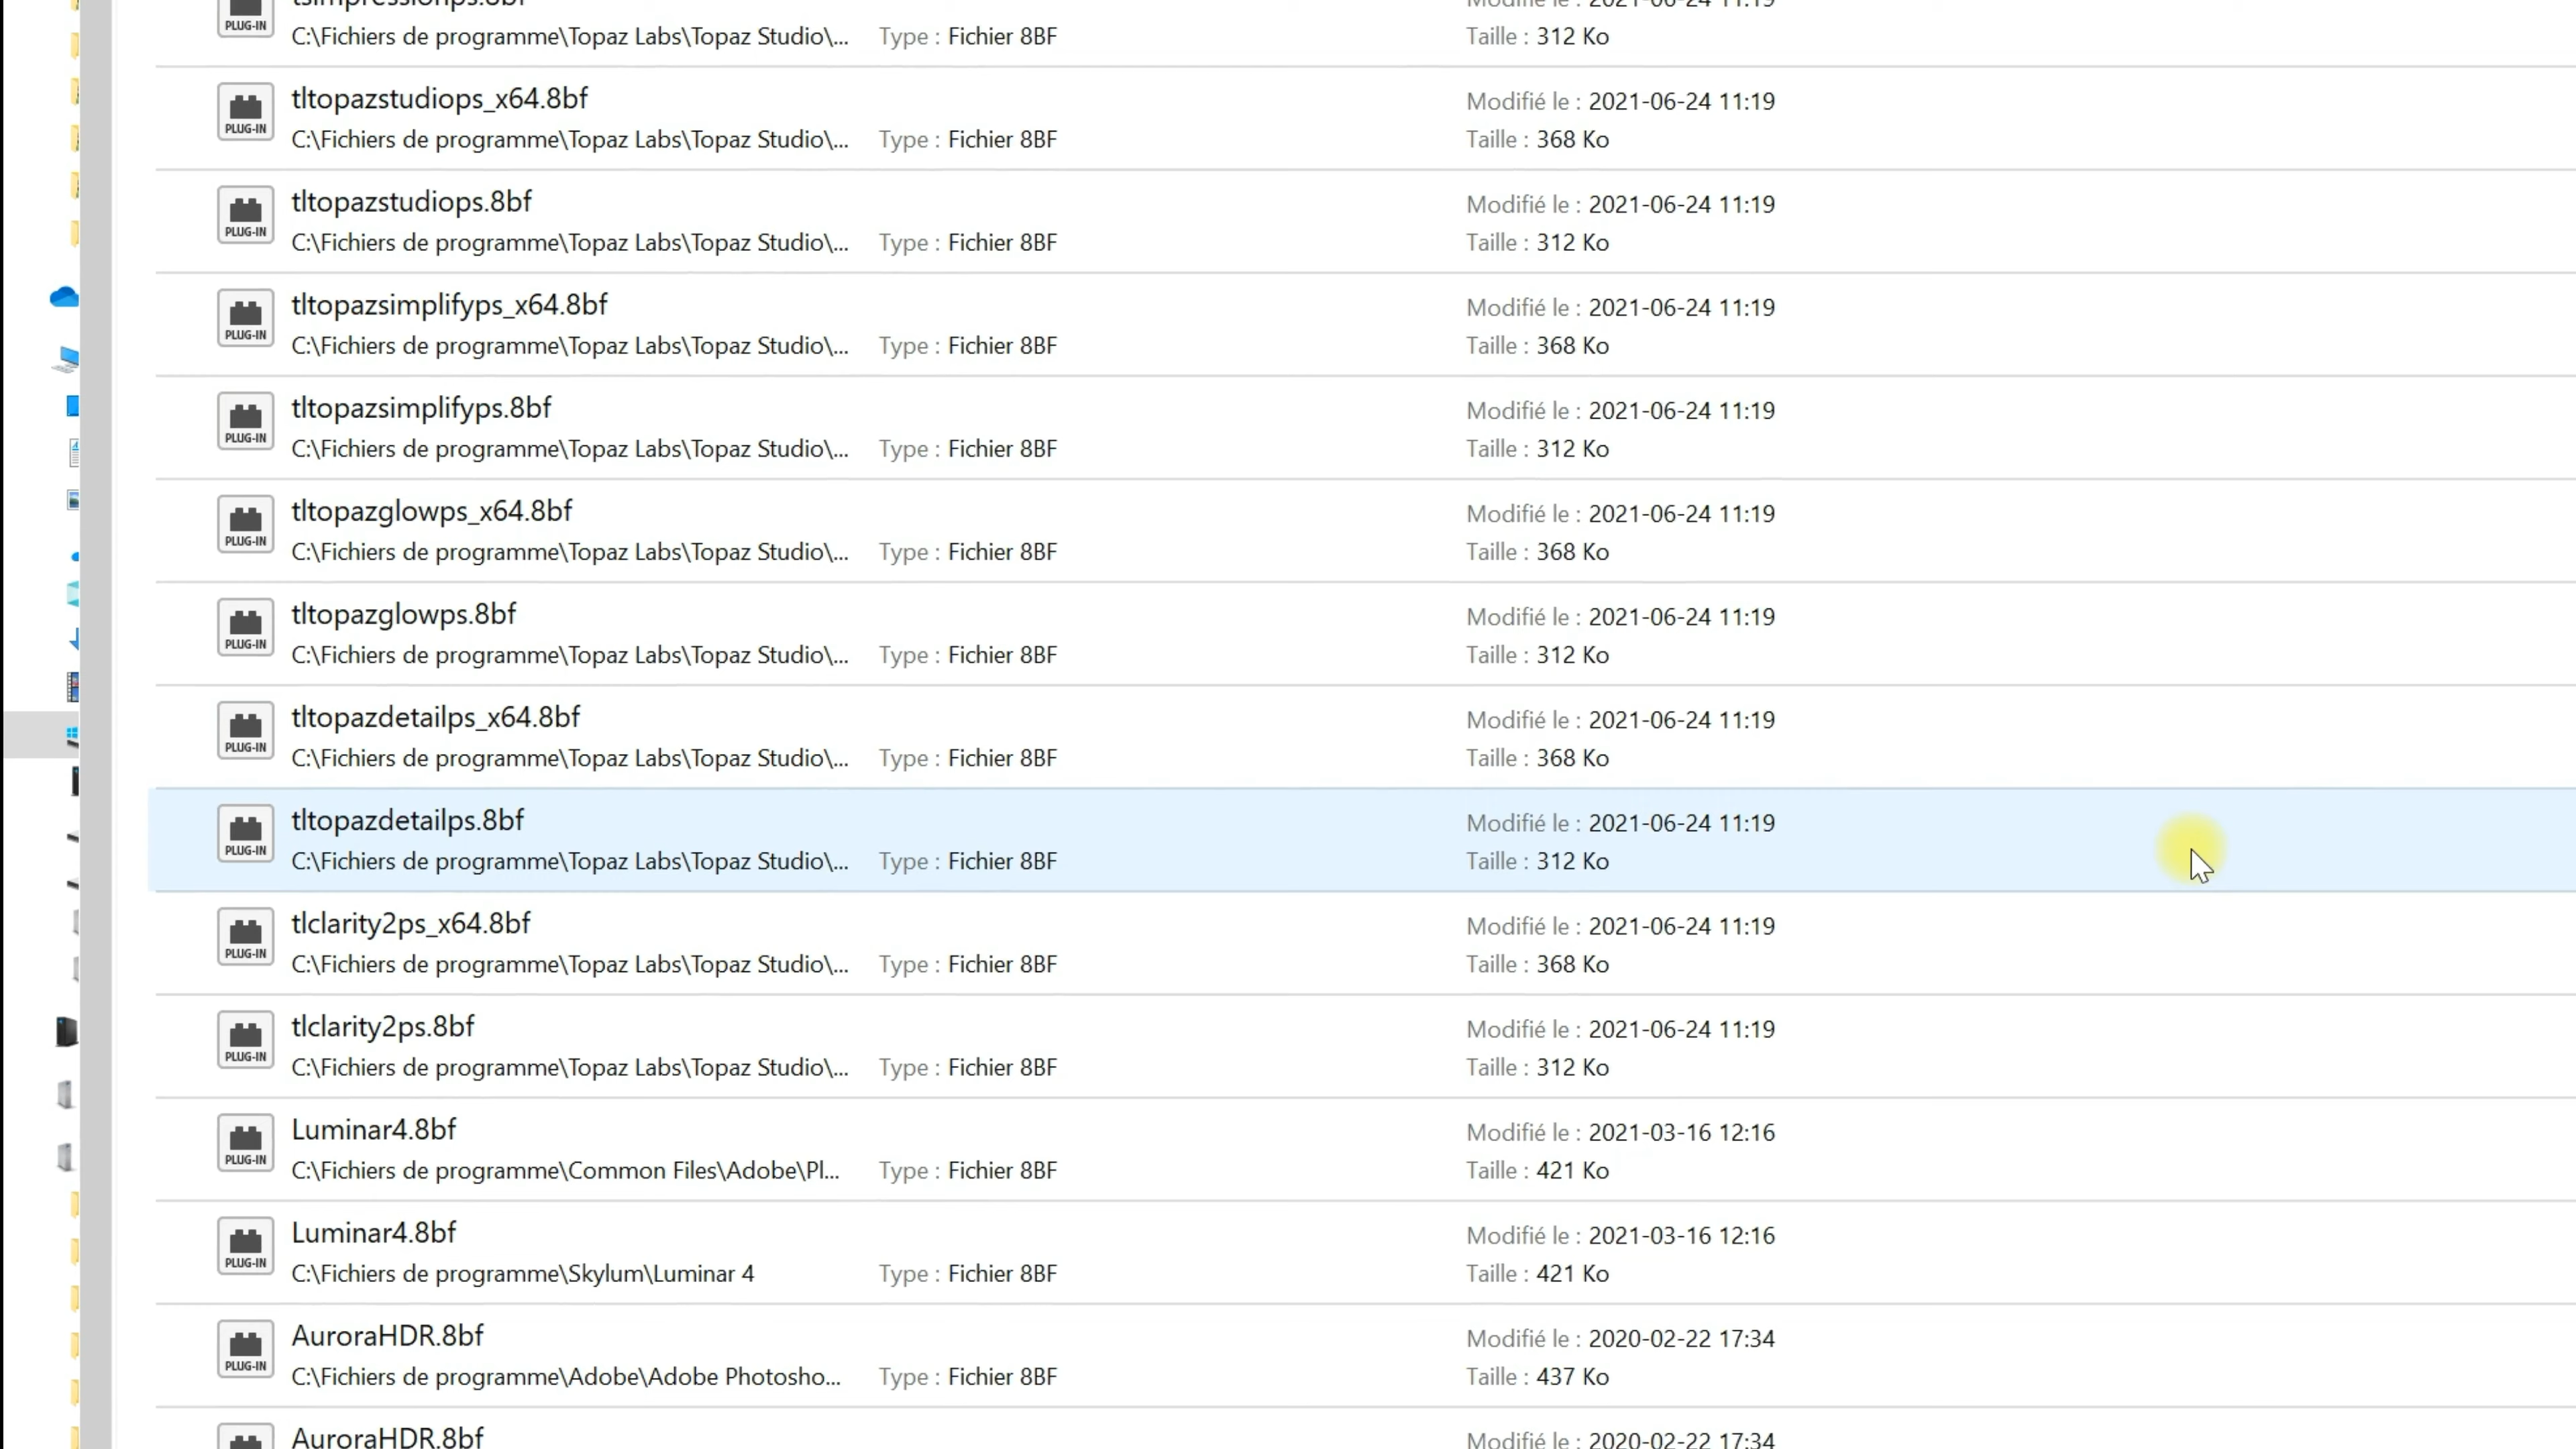 tsimpressionps.8bf
Modifié le : 2021-06-24 11:19
PLUG-IN
C:\Fichiers de programme\Topaz Labs\Topaz Studio\... Type : Fichier 8BF
Taille : 312 Ko
tltopazstudiops_x64.8bf
Modifié le : 2021-06-24 11:19
PLUG-IN
C:\Fichiers de programme\Topaz Labs\Topaz Studio\... Type : Fichier 8BF
Taille : 368 Ko
tltopazstudiops.8bf
Modifié le : 2021-06-24 11:19
PLUG-IN
C:\Fichiers de programme\Topaz Labs\Topaz Studio\... Type : Fichier 8BF
Taille : 312 Ko
tltopazsimplifyps_x64.8bf
Modifié le : 2021-06-24 11:19
PLUG-IN
C:\Fichiers de programme\Topaz Labs\Topaz Studio\... Type : Fichier 8BF
Taille : 368 Ko
tltopazsimplifyps.8bf
Modifié le : 2021-06-24 11:19
PLUG-IN
C:\Fichiers de programme\Topaz Labs\Topaz Studio\... Type : Fichier 8BF
Taille : 312 Ko
tltopazglowps_x64.8bf
Modifié le : 2021-06-24 11:19
PLUG-IN
C:\Fichiers de programme\Topaz Labs\Topaz Studio\... Type : Fichier 8BF
Taille : 368 Ko
tltopazglowps.8bf
Modifié le : 2021-06-24 11:19
PLUG-IN
C:\Fichiers de programme\Topaz Labs\Topaz Studio\... Type : Fichier 8BF
Taille : 312 Ko
tltopazdetailps_x64.8bf
Modifié le : 2021-06-24 11:19
PLUG-IN
C:\Fichiers de programme\Topaz Labs\Topaz Studio\... Type : Fichier 8BF
Taille : 368 Ko
tltopazdetailps.8bf
Modifié le : 2021-06-24 11:19
PLUG-IN
C:\Fichiers de programme\Topaz Labs\Topaz Studio\... Type : Fichier 8BF
Taille : 312 Ko
tlclarity2ps_x64.8bf
Modifié le : 2021-06-24 11:19
PLUG-IN
C:\Fichiers de programme\Topaz Labs\Topaz Studio\... Type : Fichier 8BF
Taille : 368 Ko
tlclarity2ps.8bf
Modifié le : 2021-06-24 11:19
PLUG-IN
C:\Fichiers de programme\Topaz Labs\Topaz Studio\... Type : Fichier 8BF
Taille : 312 Ko
Luminar4.8bf
Modifié le : 2021-03-16 12:16
PLUG-IN
C:\Fichiers de programme\Common Files\Adobe\Pl... Type : Fichier 8BF
Taille : 421 Ko
Luminar4.8bf
Modifié le : 2021-03-16 12:16
PLUG-IN
C:\Fichiers de programme\Skylum\Luminar 4 Type : Fichier 8BF
Taille : 421 Ko
AuroraHDR.8bf
Modifié le : 2020-02-22 17:34
PLUG-IN
C:\Fichiers de programme\Adobe\Adobe Photosho... Type : Fichier 8BF
Taille : 437 Ko
AuroraHDR.8bf
Modifié le : 2020-02-22 17:34